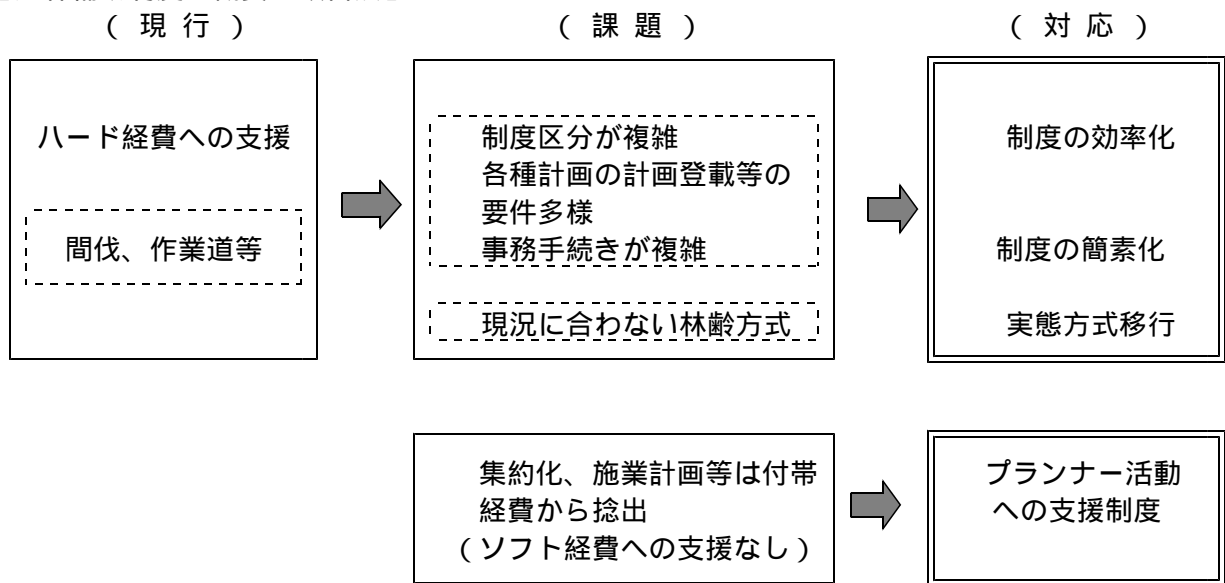 ( 現 行 )
( 課 題 )
( 対 応 )
ハード経費への支援
間伐、作業道等
制度区分が複雑
各種計画の計画登載等の
要件多様
事務手続きが複雑
現況に合わない林齢方式
制度の効率化
制度の簡素化
実態方式移行
集約化、施業計画等は付帯
経費から捻出
(ソフト経費への支援なし)
プランナー活動
への支援制度